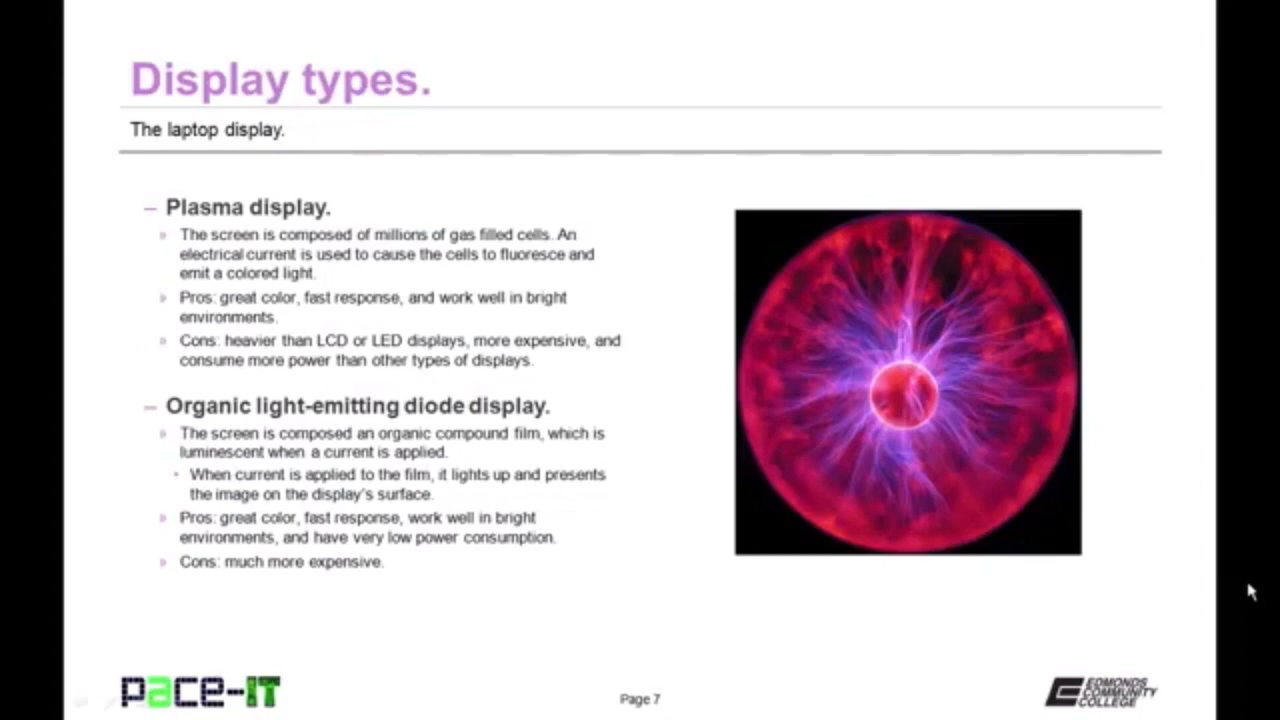 Display types.
The laptop display.
– Plasma display.
» The screen is composed of millions of gas filled cells. An
electrical current is used to cause the cells to fluoresce and
emit a colored light.
» Pros: great color, fast response, and work well in bright
environments.
» Cons: heavier than LCD or LED displays, more expensive, and
consume more power than other types of displays.
– Organic light-emitting diode display.
» The screen is composed an organic compound film, which is
luminescent when a current is applied.
• When current is applied to the film, it lights up and presents
the image on the display's surface.
» Pros: great color, fast response, work well in bright
environments, and have very low power consumption.
» Cons: much more expensive.
pace-IT
Page 7
EDMONDS
COMMUNITY
COLLEGE